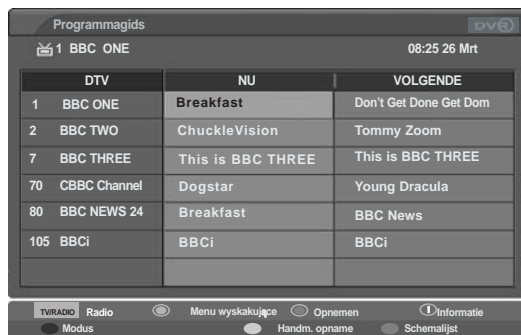 Programmagids DVR
1 BBC ONE 08:25 26 Mrt
DTV NU VOLGENDE
1 BBC ONE Breakfast Don't Get Done Get Dom
2 BBC TWO ChuckleVision Tommy Zoom
7 BBC THREE This is BBC THREE This is BBC THREE
70 CBBC Channel Dogstar Young Dracula
80 BBC NEWS 24 Breakfast BBC News
105 BBCi BBCi BBCi
TV/RADIO Radio Menu wyskakujące Opnemen Informatie
Modus Handm. opname Schemalijst